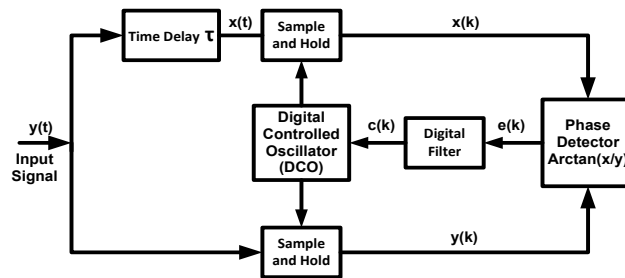 Time Delay τ
x(t)
Sample
and Hold
x(k)
y(t)
Input
Signal
Digital
Controlled
Oscillator
(DCO)
c(k)
Digital
Filter
e(k)
Phase
Detector
Arctan(x/y)
Sample
and Hold
y(k)